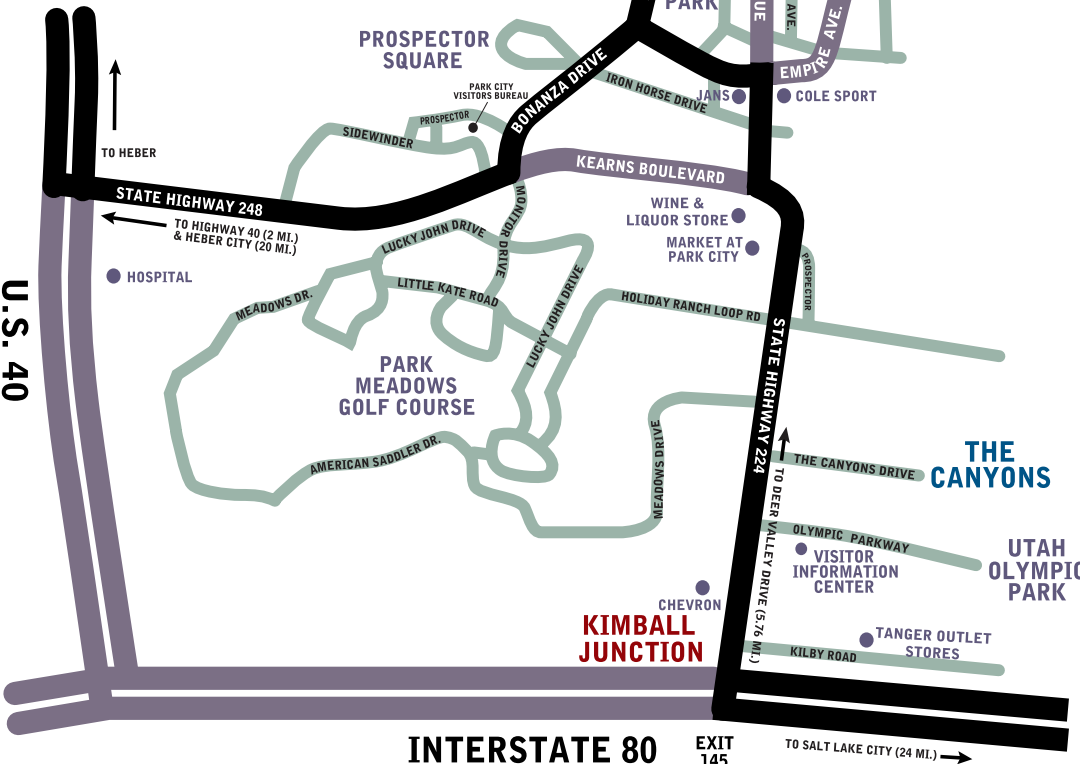 PARK
UE
AVE.
EMPIRE AVE.
PROSPECTOR
SQUARE
PARK CITY
VISITORS BUREAU
BONANZA DRIVE
IRON HORSE DRIVE
JANS
COLE SPORT
PROSPECTOR
SIDEWINDER
TO HEBER
KEARNS BOULEVARD
STATE HIGHWAY 248
TO HIGHWAY 40 (2 MI.)
& HEBER CITY (20 MI.)
MONITOR DRIVE
WINE &
LIQUOR STORE
MARKET AT
PARK CITY
LUCKY JOHN DRIVE
HOSPITAL
LITTLE KATE ROAD
MEADOWS DR.
LUCKY JOHN DRIVE
HOLIDAY RANCH LOOP RD
PROSPECTOR
U.S. 40
STATE HIGHWAY 224
PARK
MEADOWS
GOLF COURSE
AMERICAN SADDLER DR.
MEADOWS DRIVE
THE CANYONS DRIVE
THE
CANYONS
TO DEER VALLEY DRIVE (5.76 MI.)
OLYMPIC PARKWAY
VISITOR
INFORMATION
CENTER
UTAH
OLYMPIC
PARK
CHEVRON
KIMBALL
JUNCTION
TANGER OUTLET
STORES
KILBY ROAD
INTERSTATE 80
EXIT
145
TO SALT LAKE CITY (24 MI.)